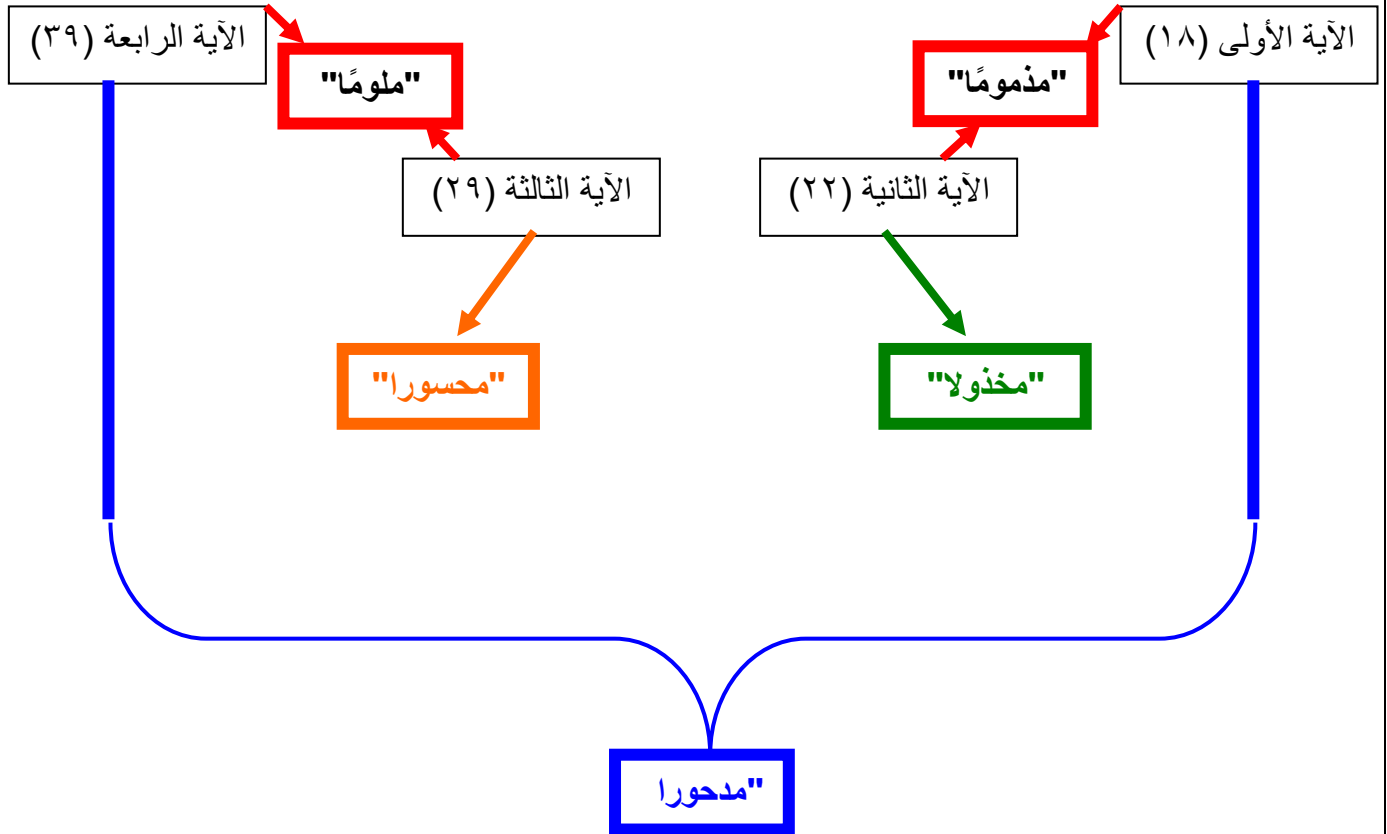 الآية الأولى (١٨)
الآية الرابعة (٣٩)
"مذمومًا"
"ملومًا"
الآية الثانية (٢٢)
الآية الثالثة (٢٩)
"مخذولا"
"محسورا"
"مدحورا